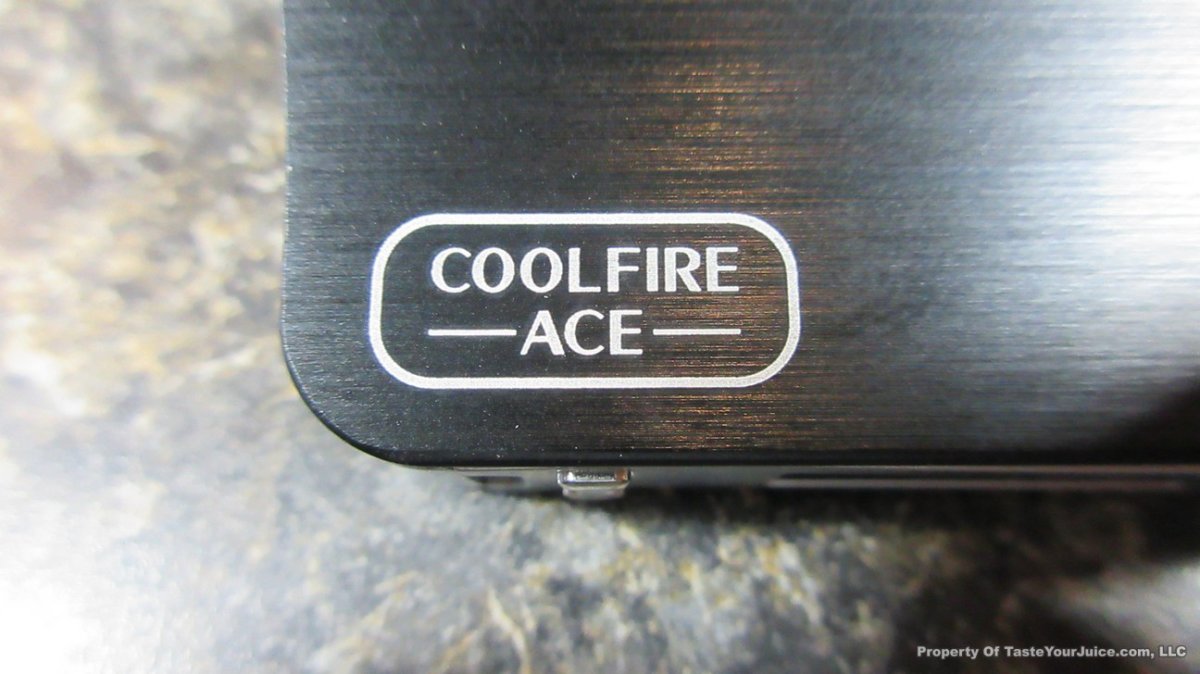 COOLFIRE
ACE
Property Of TasteYourJuice.com, LLC